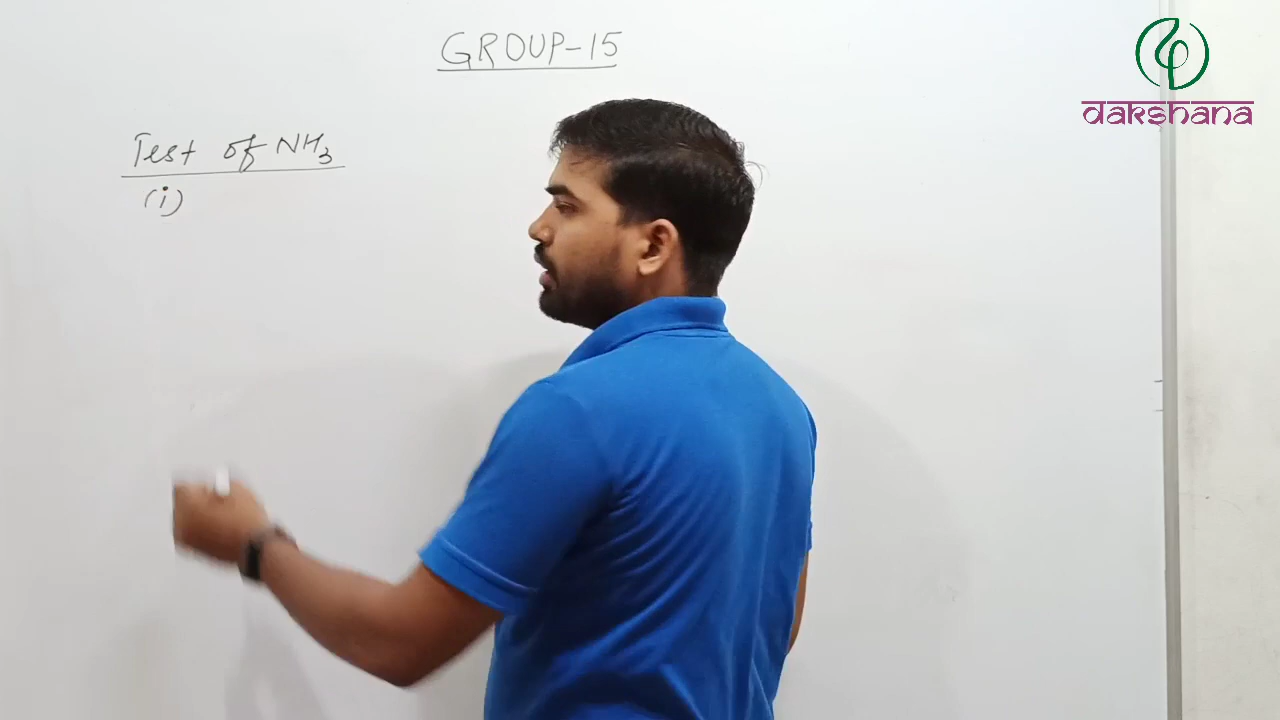 GROUP-15
dakshana
Test of NH₃
(i)